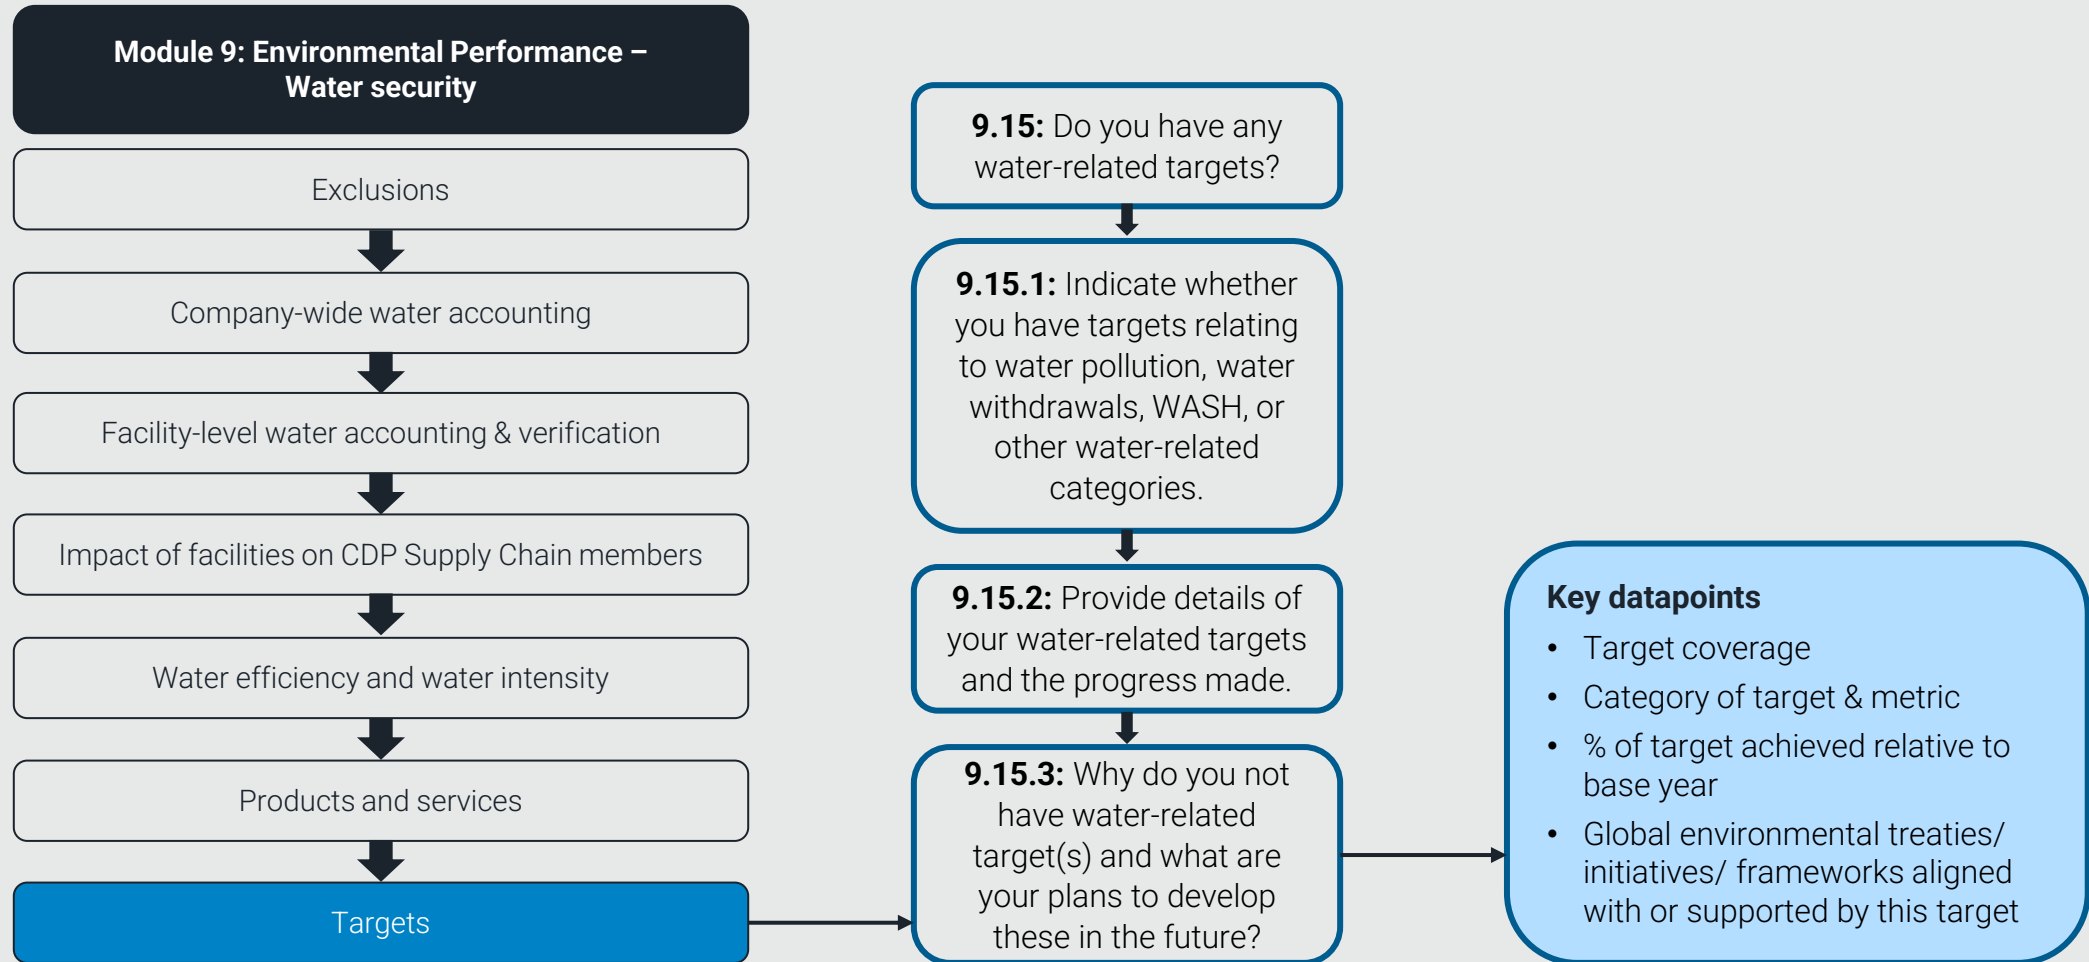 Module 9: Environmental Performance –
Water security
Exclusions
Company-wide water accounting
Facility-level water accounting & verification
Impact of facilities on CDP Supply Chain members
Water efficiency and water intensity
Products and services
Targets
9.15: Do you have any
water-related targets?
9.15.1: Indicate whether
you have targets relating
to water pollution, water
withdrawals, WASH, or
other water-related
categories.
9.15.2: Provide details of
your water-related targets
and the progress made.
9.15.3: Why do you not
have water-related
target(s) and what are
your plans to develop
these in the future?
Key datapoints
• Target coverage
• Category of target & metric
• % of target achieved relative to
base year
• Global environmental treaties/
initiatives/ frameworks aligned
with or supported by this target